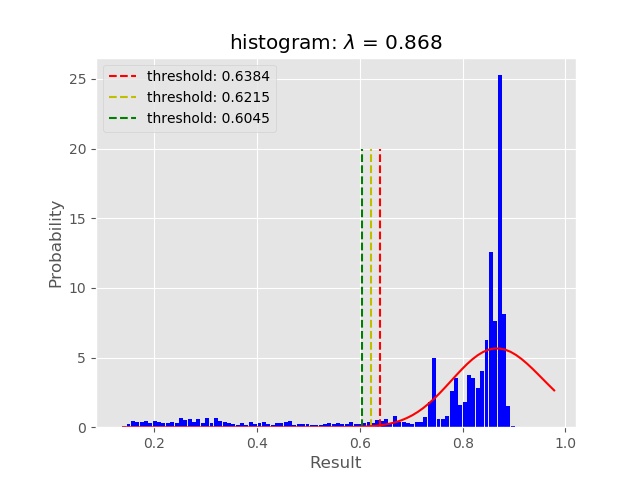 histogram: λ = 0.868
threshold: 0.6384
threshold: 0.6215
threshold: 0.6045
25
20
15
10
5
0
Probability
0.2 0.4 0.6 0.8 1.0
Result